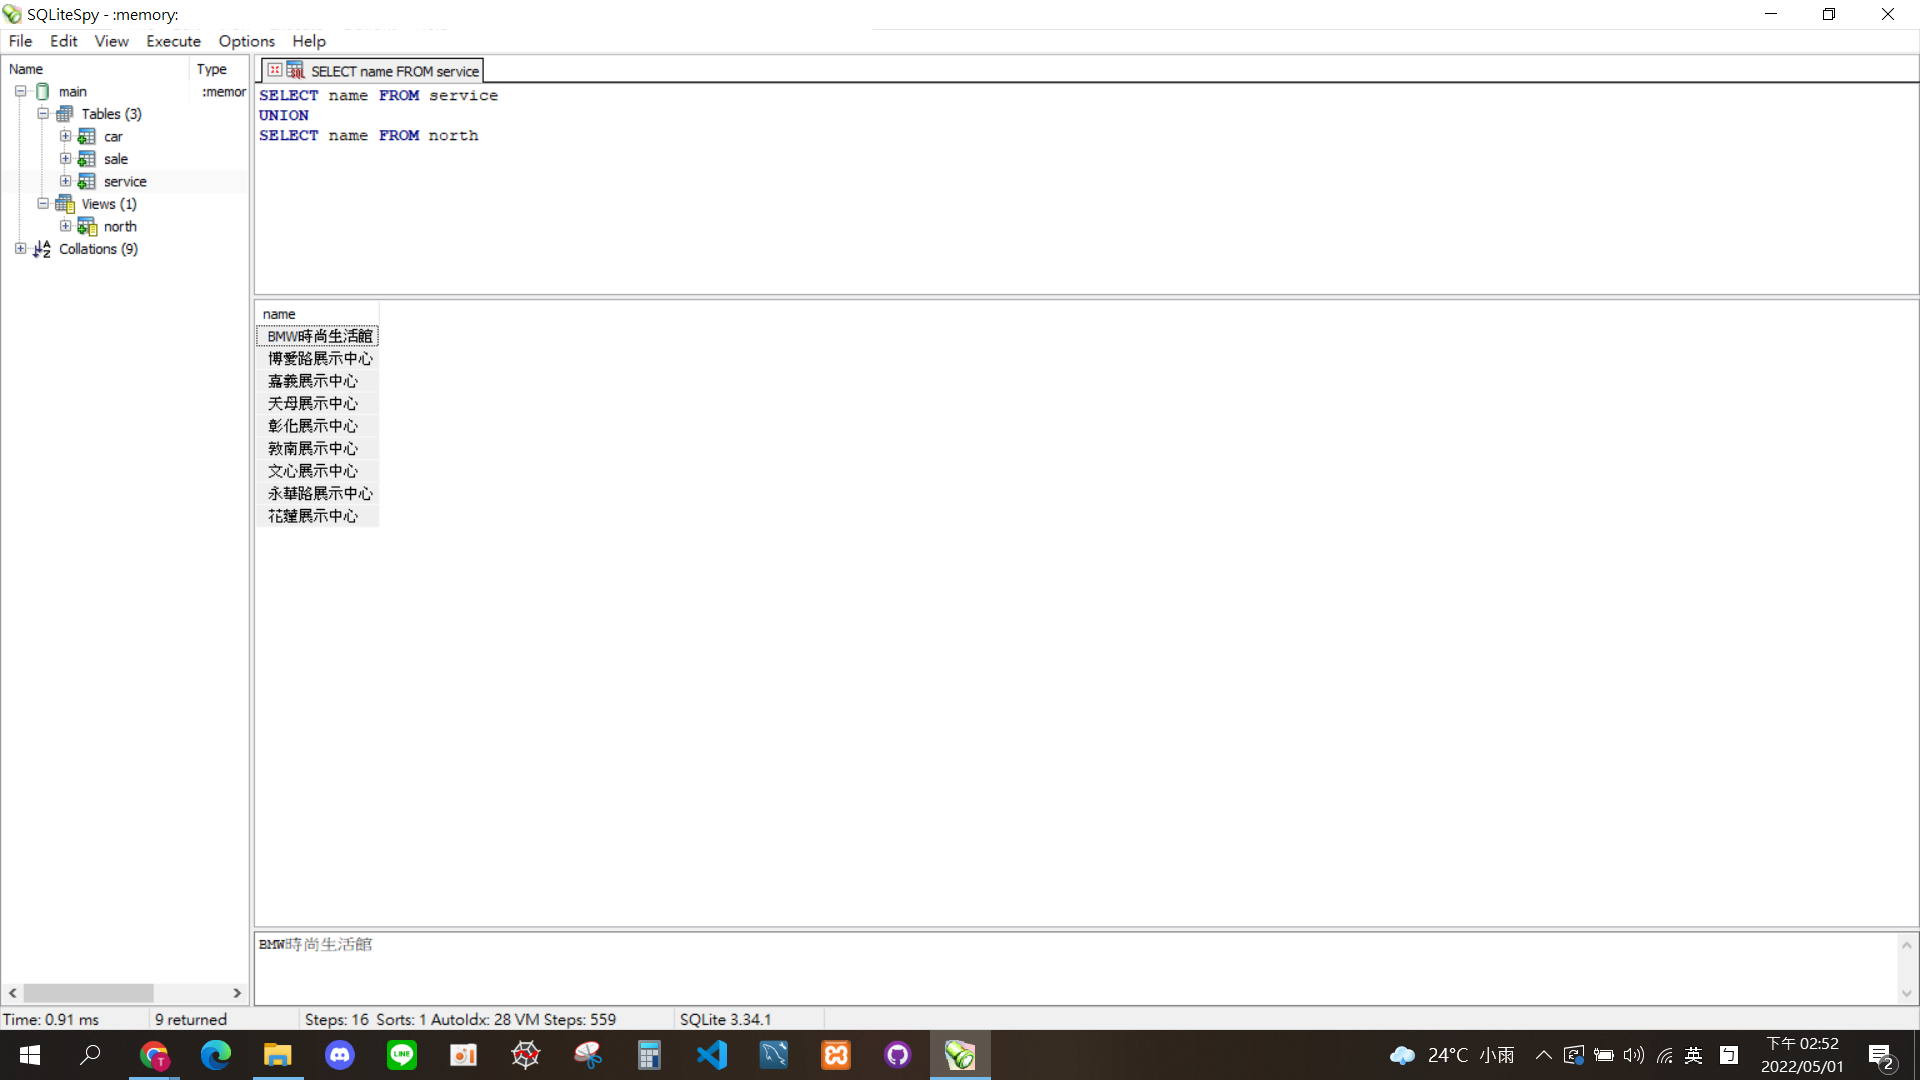 SQLiteSpy - :memory:
File Edit View Execute Options Help
Name Type
main :memor
Tables (3)
car
sale
service
Views (1)
north
Collations (9)
SELECT name FROM service
SELECT name FROM service
UNION
SELECT name FROM north
name
BMW時尚生活館
博愛路展示中心
嘉義展示中心
天母展示中心
彰化展示中心
敦南展示中心
文心展示中心
永華路展示中心
花蓮展示中心
BMW時尚生活館
Time: 0.91 ms 9 returned Steps: 16 Sorts: 1 AutoIdx: 28 VM Steps: 559 SQLite 3.34.1
24°C 小雨 英 下午 02:52
2022/05/01
2